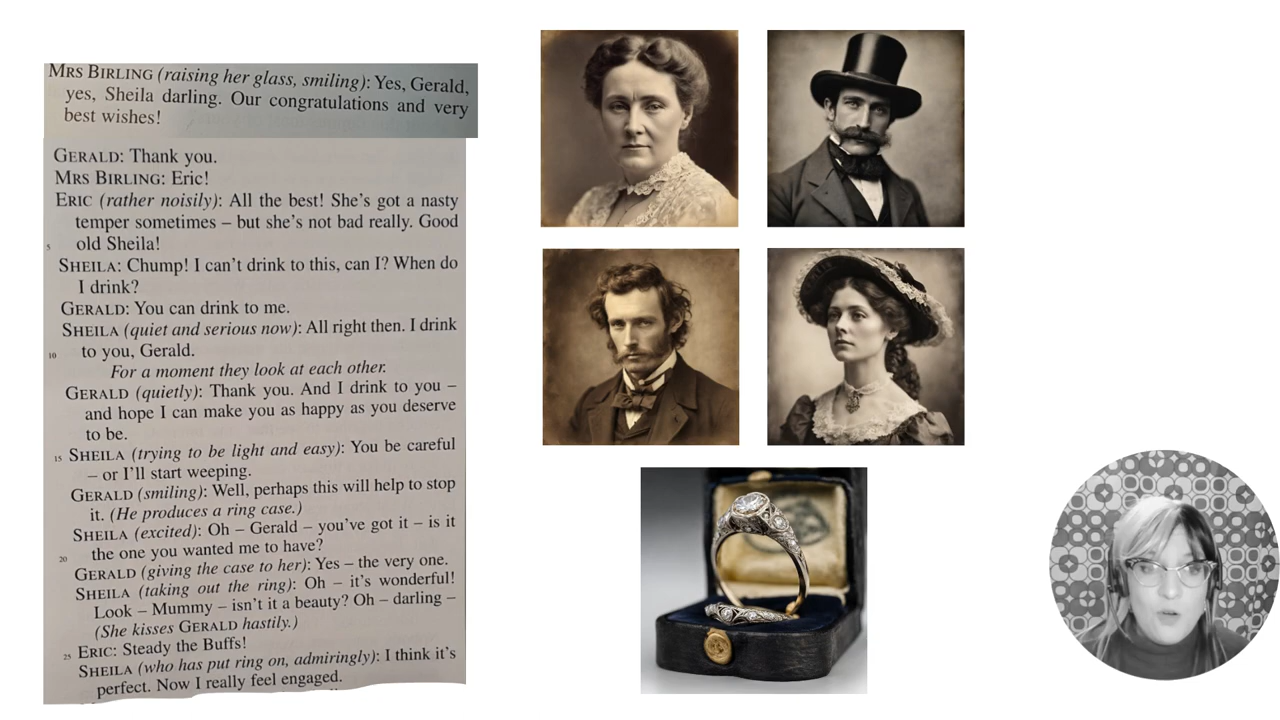 MRS BIRLING (raising her glass, smiling): Yes, Gerald,
yes, Sheila darling. Our congratulations and very
best wishes!
GERALD: Thank you.
MRS BIRLING: Eric!
ERIC (rather noisily): All the best! She's got a nasty
temper sometimes – but she's not bad really. Good
5 old Sheila!
SHEILA: Chump! I can't drink to this, can I? When do
I drink?
GERALD: You can drink to me.
SHEILA (quiet and serious now): All right then. I drink
10 to you, Gerald.
For a moment they look at each other.
GERALD (quietly): Thank you. And I drink to you –
and hope I can make you as happy as you deserve
to be.
15 SHEILA (trying to be light and easy): You be careful
– or I'll start weeping.
GERALD (smiling): Well, perhaps this will help to stop
it. (He produces a ring case.)
SHEILA (excited): Oh – Gerald – you've got it – is it
20 the one you wanted me to have?
GERALD (giving the case to her): Yes – the very one.
SHEILA (taking out the ring): Oh – it's wonderful!
Look – Mummy – isn't it a beauty? Oh – darling –
(She kisses GERALD hastily.)
25 ERIC: Steady the Buffs!
SHEILA (who has put ring on, admiringly): I think it's
perfect. Now I really feel engaged.